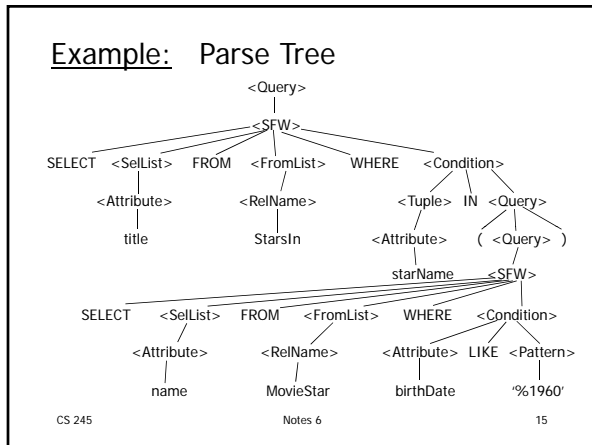 Example: Parse Tree
<Query>
<SFW>
SELECT <SelList> FROM <FromList> WHERE <Condition>
<Attribute> <RelName> <Tuple> IN <Query>
title StarsIn <Attribute> ( <Query> )
starName <SFW>
SELECT <SelList> FROM <FromList> WHERE <Condition>
<Attribute> <RelName> <Attribute> LIKE <Pattern>
name MovieStar birthDate '%1960'
CS 245 Notes 6 15